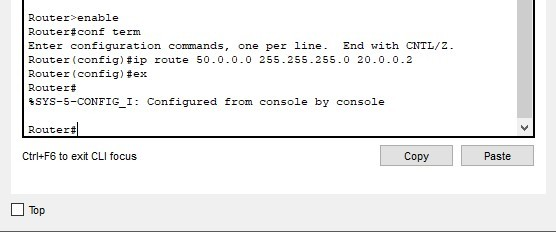 Router>enable
Router#conf term
Enter configuration commands, one per line.  End with CNTL/Z.
Router(config)#ip route 50.0.0.0 255.255.255.0 20.0.0.2
Router(config)#ex
Router#
%SYS-5-CONFIG_I: Configured from console by console
Router#
Ctrl+F6 to exit CLI focus
Copy
Paste
Top